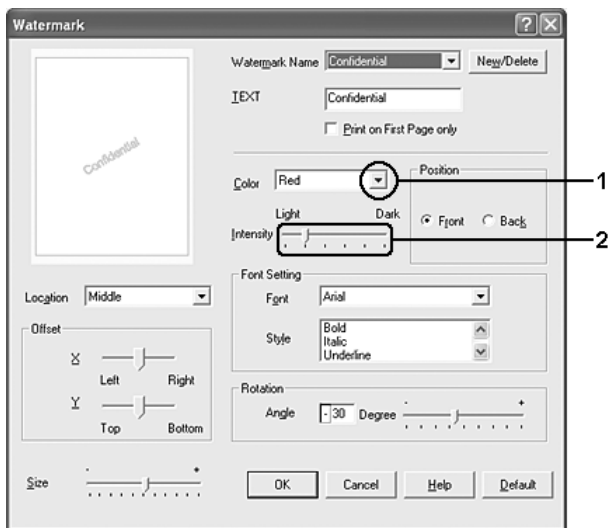 Watermark
Watermark Name Confidential New/Delete
TEXT Confidential
Print on First Page only
Confidential
Color Red
Position
1
Light Dark
Front Back
Intensity
2
Font Setting
Location Middle
Font Arial
Offset
Style Bold
Italic
Underline
X
Left Right
Rotation
Y
Angle -30 Degree - +
Top Bottom
Size - +
OK Cancel Help Default